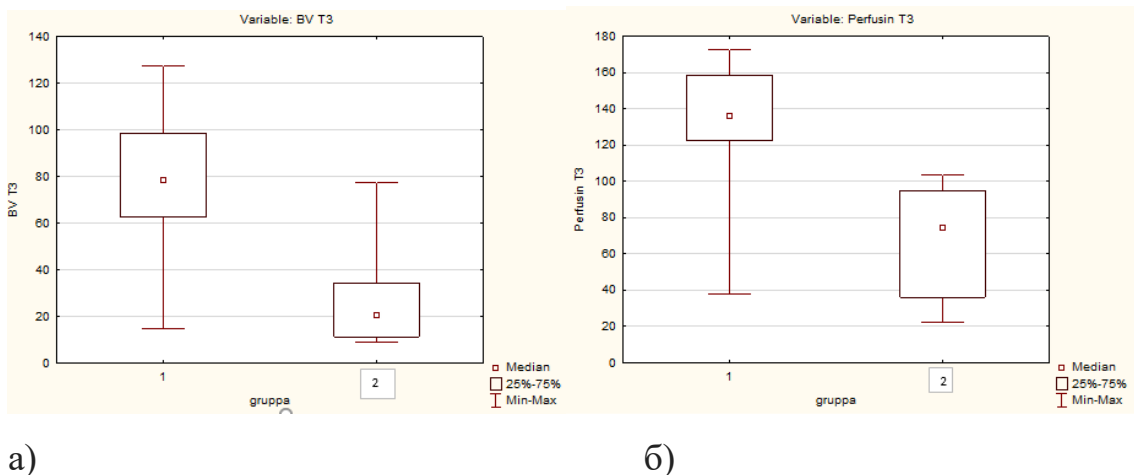 Variable: BV T3
140
120
100
80
60
40
20
0
BV T3
1
2
gruppa
Median
25%-75%
Min-Max
Variable: Perfusin T3
180
160
140
120
100
80
60
40
20
0
Perfusin T3
1
2
gruppa
Median
25%-75%
Min-Max
а)
б)